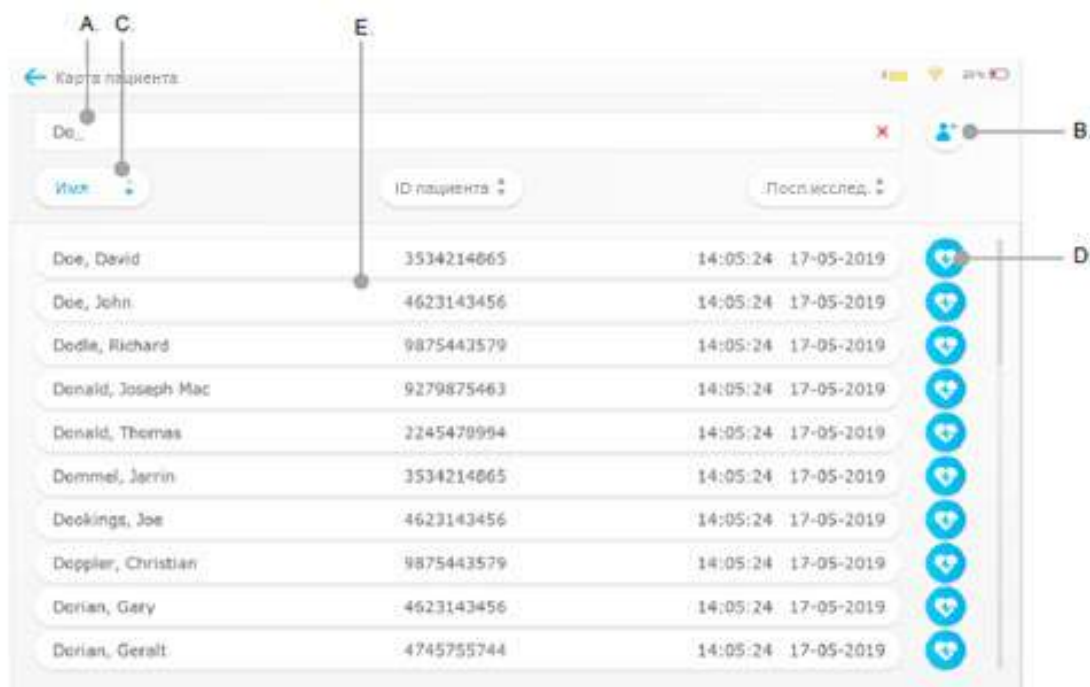 A. C. E.
Карта пациента 20%
Do_
B.
Имя ID пациента Посл.исслед.
Doe, David 3534214865 14:05:24 17-05-2019
D.
Doe, John 4623143456 14:05:24 17-05-2019
Dodle, Richard 9875443579 14:05:24 17-05-2019
Donald, Joseph Mac 9279875463 14:05:24 17-05-2019
Donald, Thomas 2245478994 14:05:24 17-05-2019
Dommel, Jarrin 3534214865 14:05:24 17-05-2019
Dookings, Joe 4623143456 14:05:24 17-05-2019
Doppler, Christian 9875443579 14:05:24 17-05-2019
Dorian, Gary 4623143456 14:05:24 17-05-2019
Dorian, Geralt 4745755744 14:05:24 17-05-2019